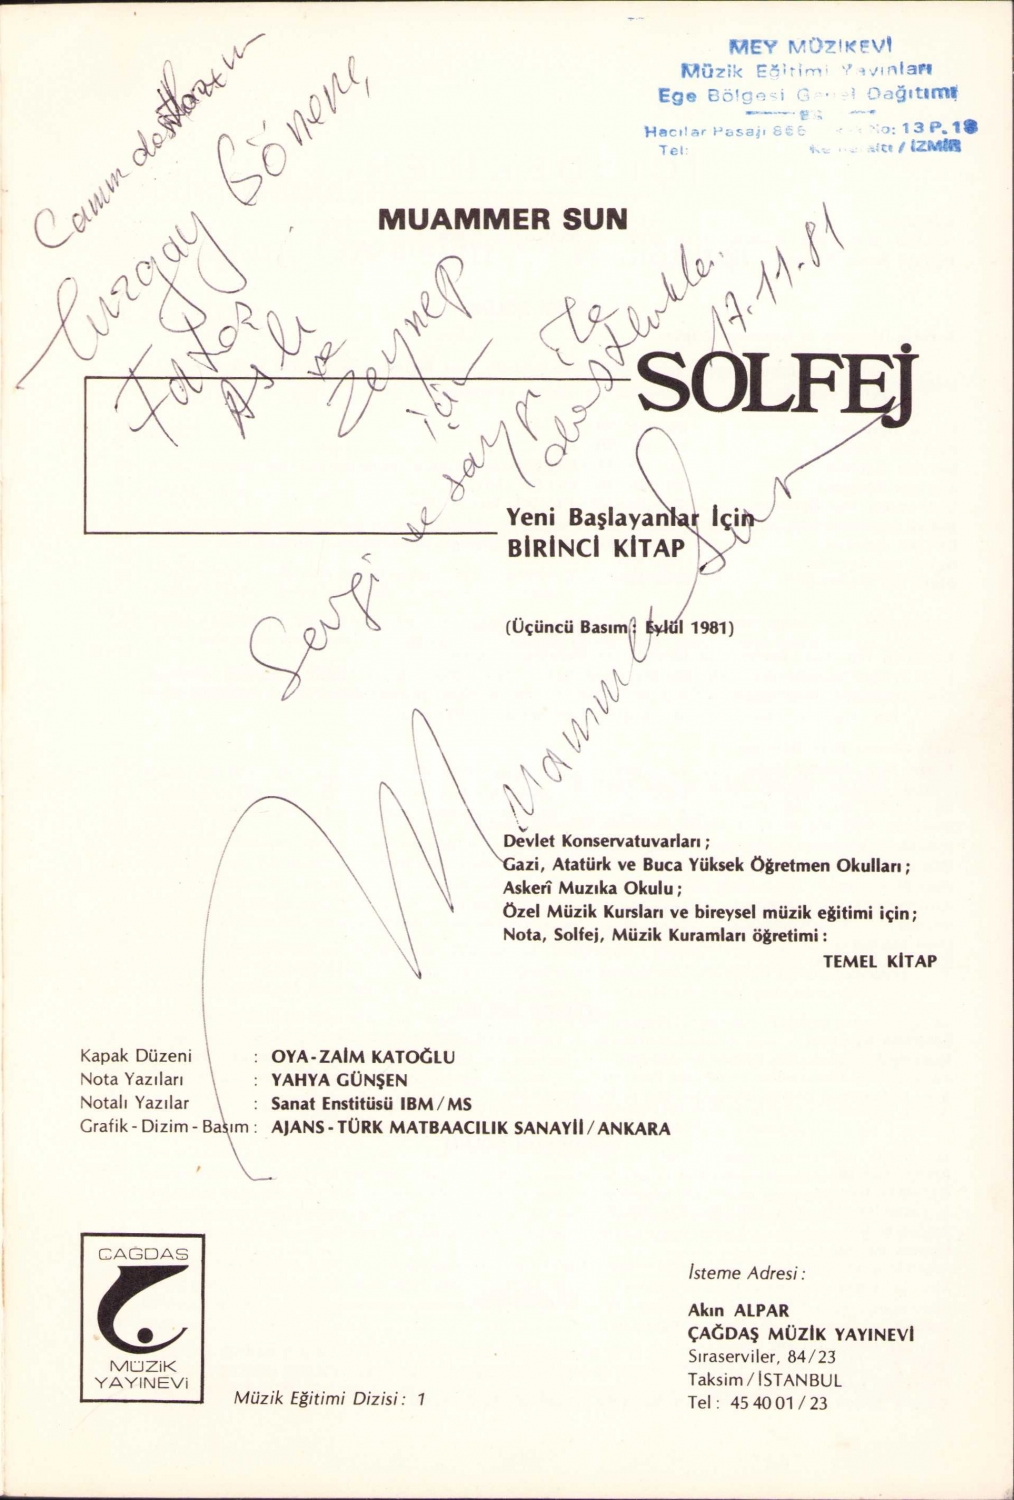 MEY MÜZİKEVİ
Müzik Eğitimi Yayınları
Ege Bölgesi Genel Dağıtımı
Hacılar Pasajı 866 No: 13 P. 18
Tel: / İZMİR
Canım dostlarım
Turgay Bönene,
Fatoş
Aslı
ve
Zeynep
için
Sevgi ve saygı ile
17.11.81
Muammer Sun
MUAMMER SUN
SOLFEJ
Yeni Başlayanlar İçin
BİRİNCİ KİTAP
(Üçüncü Basım : Eylül 1981)
Devlet Konservatuvarları ;
Gazi, Atatürk ve Buca Yüksek Öğretmen Okulları ;
Askerî Muzıka Okulu ;
Özel Müzik Kursları ve bireysel müzik eğitimi için ;
Nota, Solfej, Müzik Kuramları öğretimi :
TEMEL KİTAP
Kapak Düzeni : OYA-ZAİM KATOĞLU
Nota Yazıları : YAHYA GÜNŞEN
Notalı Yazılar : Sanat Enstitüsü IBM / MS
Grafik - Dizim - Basım : AJANS - TÜRK MATBAACILIK SANAYİİ / ANKARA
ÇAĞDAŞ
MÜZİK
YAYINEVİ
Müzik Eğitimi Dizisi : 1
İsteme Adresi :
Akın ALPAR
ÇAĞDAŞ MÜZİK YAYINEVİ
Sıraserviler, 84/23
Taksim / İSTANBUL
Tel : 45 40 01 / 23